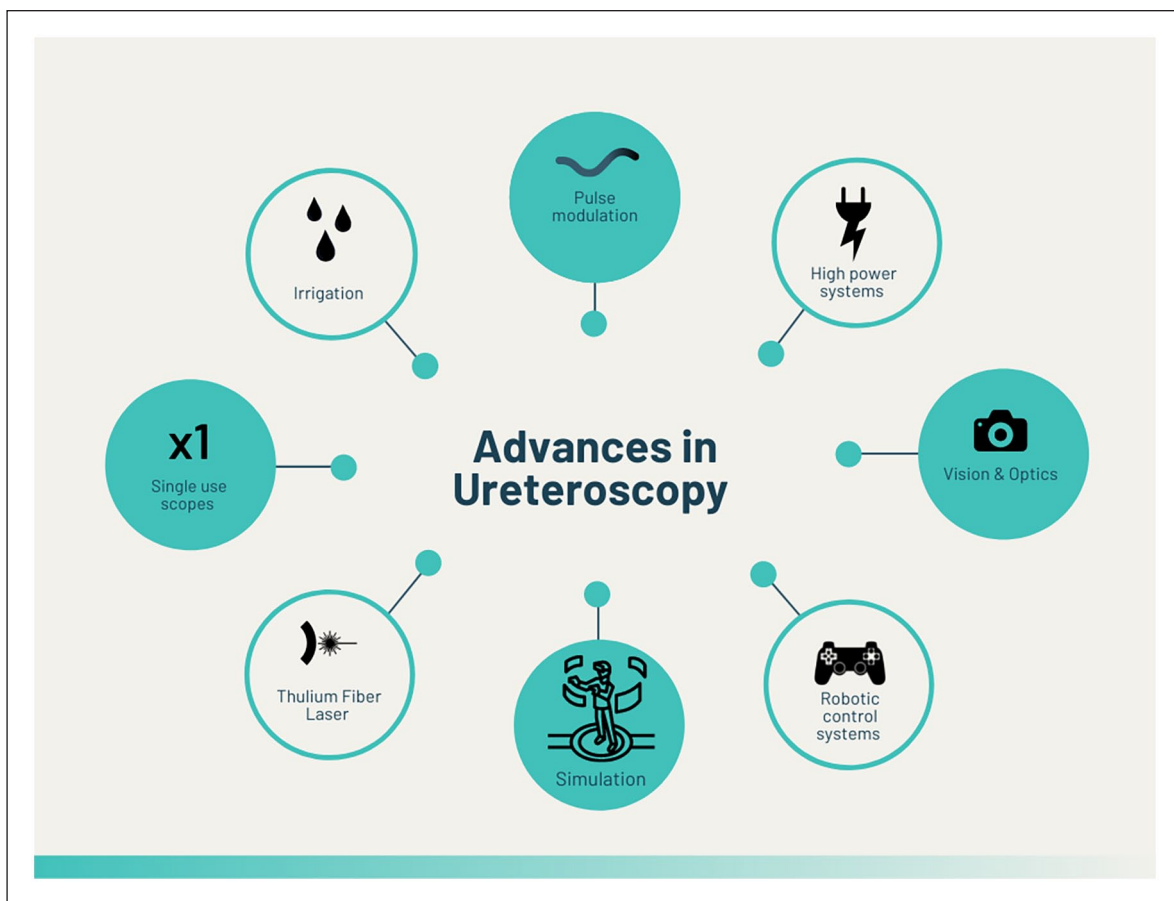 Pulse
modulation
High power
systems
Irrigation
x1
Single use
scopes
Advances in
Ureteroscopy
Vision & Optics
Thulium Fiber
Laser
Simulation
Robotic
control
systems